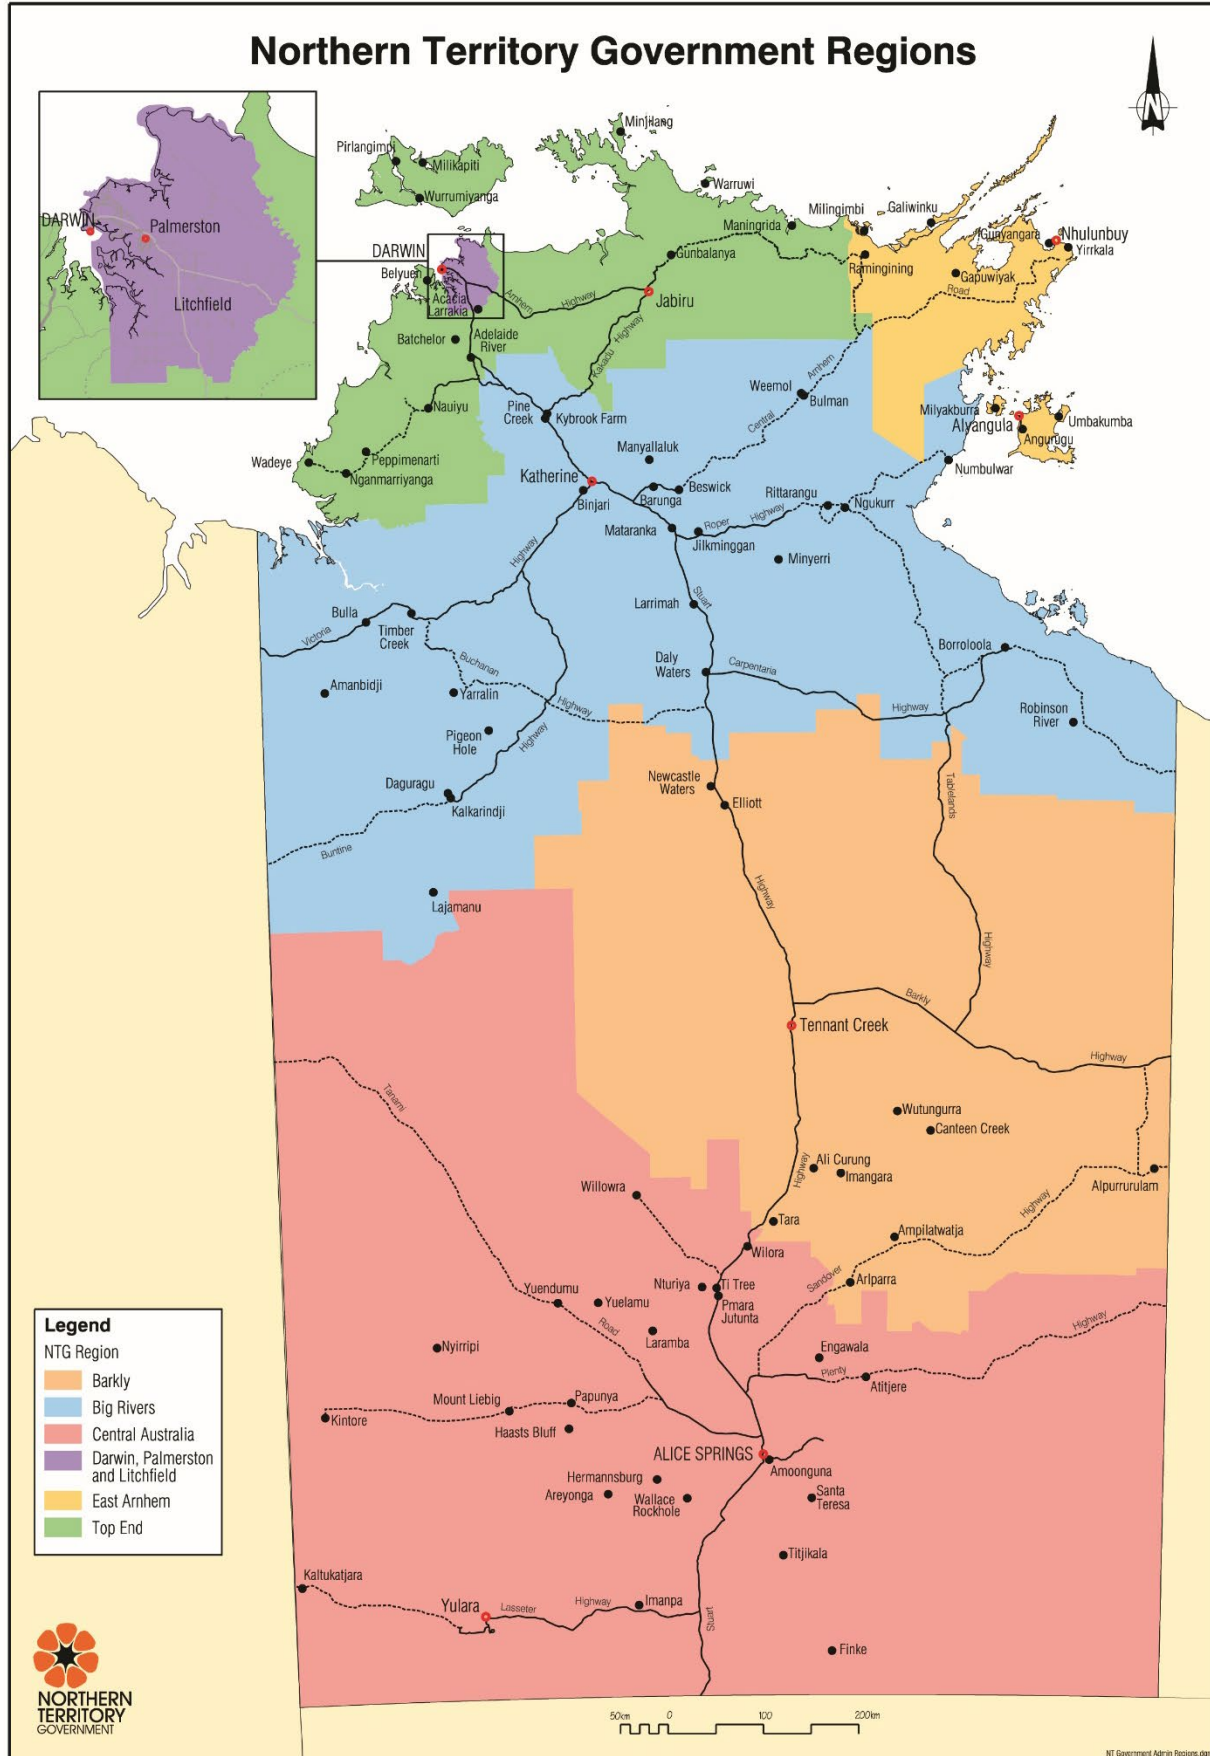 Northern Territory Government Regions
N
DARWIN
Palmerston
Litchfield
Minjilang
Pirlangimpi
Milikapiti
Wurrumiyanga
Warruwi
Milingimbi
Galiwinku
Maningrida
Gunyangara
Nhulunbuy
Yirrkala
DARWIN
Gunbalanya
Ramingining
Gapuwiyak
Belyuen
Road
Arnhem
Highway
Jabiru
Acacia
Larrakia
Batchelor
Adelaide
River
Kakadu
Highway
Arnhem
Weemol
Bulman
Central
Nauiyu
Pine
Creek
Kybrook Farm
Milyakburra
Umbakumba
Alyangula
Angurugu
Manyallaluk
Peppimenarti
Wadeye
Nganmarriyanga
Numbulwar
Katherine
Binjari
Barunga
Beswick
Rittarangu
Ngukurr
Mataranka
Roper
Highway
Jilkminggan
Minyerri
Highway
Stuart
Larrimah
Bulla
Timber
Creek
Victoria
Buchanan
Highway
Daly
Waters
Carpentaria
Highway
Borroloola
Amanbidji
Yarralin
Robinson
River
Pigeon
Hole
Highway
Newcastle
Waters
Elliott
Tablelands
Daguragu
Kalkarindji
Buntine
Highway
Lajamanu
Highway
Barkly
Tennant Creek
Highway
Tanami
Wutungurra
Canteen Creek
Highway
Ali Curung
Imangara
Alpurrurulam
Willowra
Highway
Tara
Ampilatwatja
Wilora
Sandover
Arlparra
Nturiya
Ti Tree
Pmara
Jutunta
Yuendumu
Yuelamu
Road
Laramba
Highway
Nyirripi
Engawala
Plenty
Atitjere
Mount Liebig
Papunya
Kintore
Haasts Bluff
ALICE SPRINGS
Amoonguna
Hermannsburg
Areyonga
Wallace
Rockhole
Santa
Teresa
Titjikala
Kaltukatjara
Yulara
Lasseter
Highway
Imanpa
Stuart
Finke
Legend
NTG Region
Barkly
Big Rivers
Central Australia
Darwin, Palmerston
and Litchfield
East Arnhem
Top End
NORTHERN
TERRITORY
GOVERNMENT
50km 0 100 200km
NT Government Admin Regions.dgn